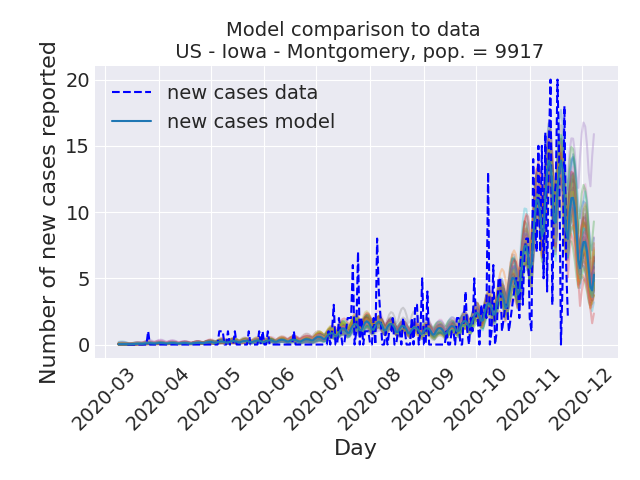 Model comparison to data
US - Iowa - Montgomery, pop. = 9917
Number of new cases reported
20
15
10
5
0
new cases data
new cases model
2020-03
2020-04
2020-05
2020-06
2020-07
2020-08
2020-09
2020-10
2020-11
2020-12
Day